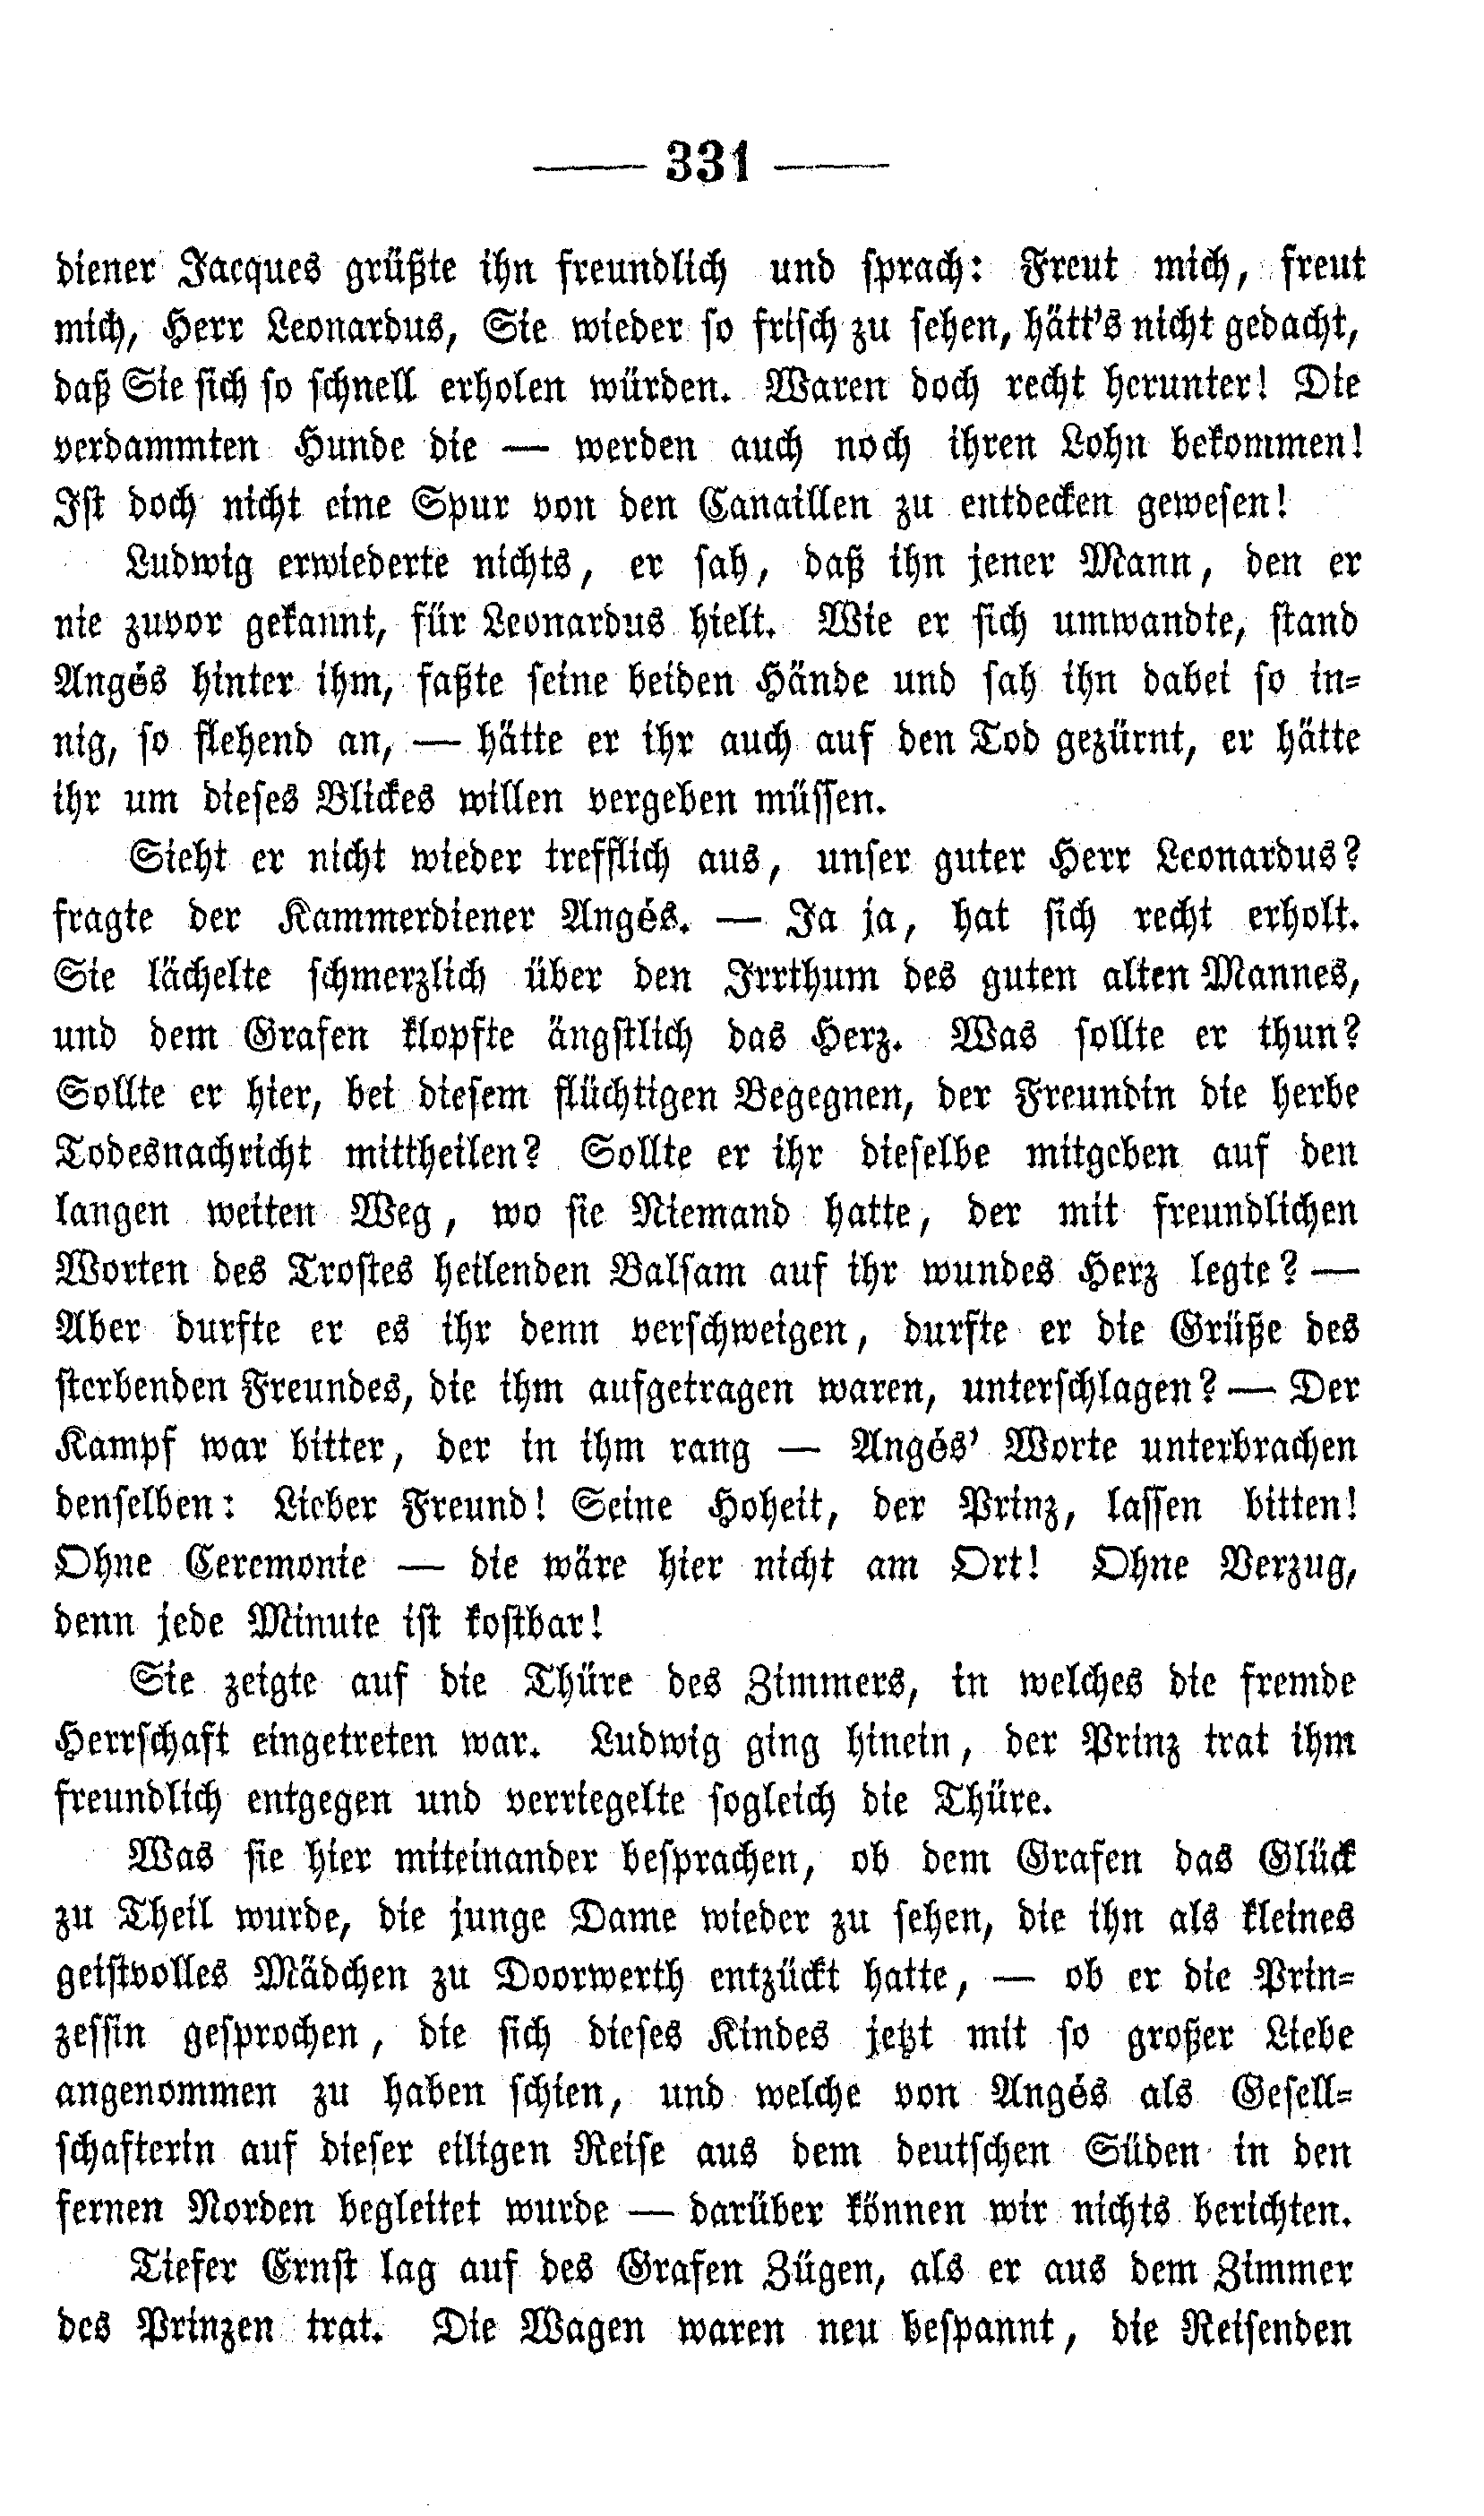 ——— 331 ———
diener Jacques grüßte ihn freundlich und sprach: Freut mich, freut
mich, Herr Leonardus, Sie wieder so frisch zu sehen, hätt's nicht gedacht,
daß Sie sich so schnell erholen würden. Waren doch recht herunter! Die
verdammten Hunde die — werden auch noch ihren Lohn bekommen!
Ist doch nicht eine Spur von den Canaillen zu entdecken gewesen!
Ludwig erwiederte nichts, er sah, daß ihn jener Mann, den er
nie zuvor gekannt, für Leonardus hielt. Wie er sich umwandte, stand
Angés hinter ihm, faßte seine beiden Hände und sah ihn dabei so in-
nig, so flehend an, — hätte er ihr auch auf den Tod gezürnt, er hätte
ihr um dieses Blickes willen vergeben müssen.
Sieht er nicht wieder trefflich aus, unser guter Herr Leonardus?
fragte der Kammerdiener Angés. — Ja ja, hat sich recht erholt.
Sie lächelte schmerzlich über den Irrthum des guten alten Mannes,
und dem Grafen klopfte ängstlich das Herz. Was sollte er thun?
Sollte er hier, bei diesem flüchtigen Begegnen, der Freundin die herbe
Todesnachricht mittheilen? Sollte er ihr dieselbe mitgeben auf den
langen weiten Weg, wo sie Niemand hatte, der mit freundlichen
Worten des Trostes heilenden Balsam auf ihr wundes Herz legte? —
Aber durfte er es ihr denn verschweigen, durfte er die Grüße des
sterbenden Freundes, die ihm aufgetragen waren, unterschlagen? — Der
Kampf war bitter, der in ihm rang — Angés' Worte unterbrachen
denselben: Lieber Freund! Seine Hoheit, der Prinz, lassen bitten!
Ohne Ceremonie — die wäre hier nicht am Ort! Ohne Verzug,
denn jede Minute ist kostbar!
Sie zeigte auf die Thüre des Zimmers, in welches die fremde
Herrschaft eingetreten war. Ludwig ging hinein, der Prinz trat ihm
freundlich entgegen und verriegelte sogleich die Thüre.
Was sie hier miteinander besprachen, ob dem Grafen das Glück
zu Theil wurde, die junge Dame wieder zu sehen, die ihn als kleines
geistvolles Mädchen zu Doorwerth entzückt hatte, — ob er die Prin-
zessin gesprochen, die sich dieses Kindes jetzt mit so großer Liebe
angenommen zu haben schien, und welche von Angés als Gesell-
schafterin auf dieser eiligen Reise aus dem deutschen Süden in den
fernen Norden begleitet wurde — darüber können wir nichts berichten.
Tiefer Ernst lag auf des Grafen Zügen, als er aus dem Zimmer
des Prinzen trat. Die Wagen waren neu bespannt, die Reisenden